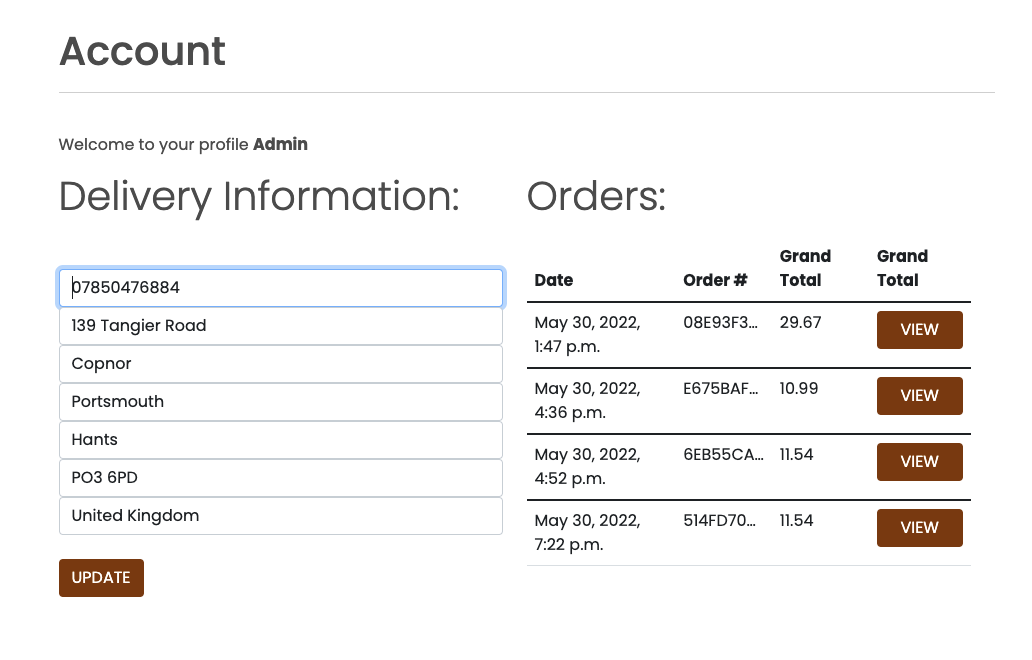 Account
Welcome to your profile Admin
Delivery Information:
07850476884
139 Tangier Road
Copnor
Portsmouth
Hants
PO3 6PD
United Kingdom
UPDATE
Orders:
Date Order # Grand Total Grand Total
May 30, 2022, 08E93F3... 29.67 VIEW
1:47 p.m.
May 30, 2022, E675BAF... 10.99 VIEW
4:36 p.m.
May 30, 2022, 6EB55CA... 11.54 VIEW
4:52 p.m.
May 30, 2022, 514FD70... 11.54 VIEW
7:22 p.m.